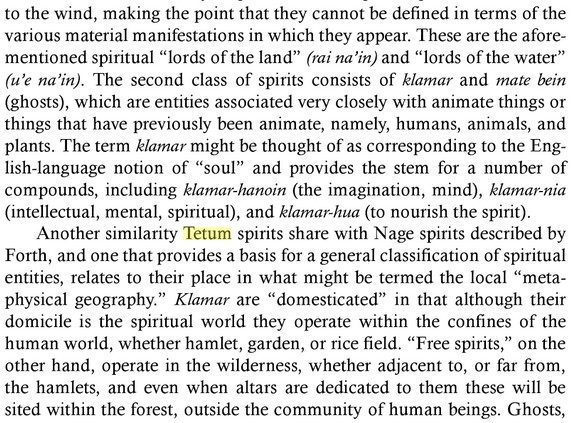 to the wind, making the point that they cannot be defined in terms of the
various material manifestations in which they appear. These are the afore-
mentioned spiritual “lords of the land” (rai na’in) and “lords of the water”
(u’e na’in). The second class of spirits consists of klamar and mate bein
(ghosts), which are entities associated very closely with animate things or
things that have previously been animate, namely, humans, animals, and
plants. The term klamar might be thought of as corresponding to the Eng-
lish-language notion of “soul” and provides the stem for a number of
compounds, including klamar-hanoin (the imagination, mind), klamar-nia
(intellectual, mental, spiritual), and klamar-hua (to nourish the spirit).
Another similarity Tetum spirits share with Nage spirits described by
Forth, and one that provides a basis for a general classification of spiritual
entities, relates to their place in what might be termed the local “meta-
physical geography.” Klamar are “domesticated” in that although their
domicile is the spiritual world they operate within the confines of the
human world, whether hamlet, garden, or rice field. “Free spirits,” on the
other hand, operate in the wilderness, whether adjacent to, or far from,
the hamlets, and even when altars are dedicated to them these will be
sited within the forest, outside the community of human beings. Ghosts,